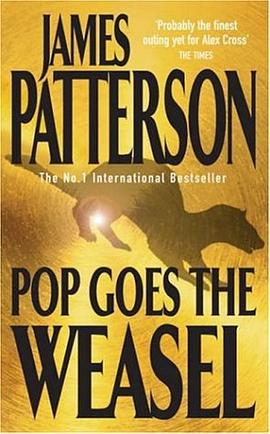 JAMES
PATTERSON
'Probably the finest
outing yet for Alex Cross'
THE TIMES
The No.1 International Bestseller
POP GOES THE
WEASEL